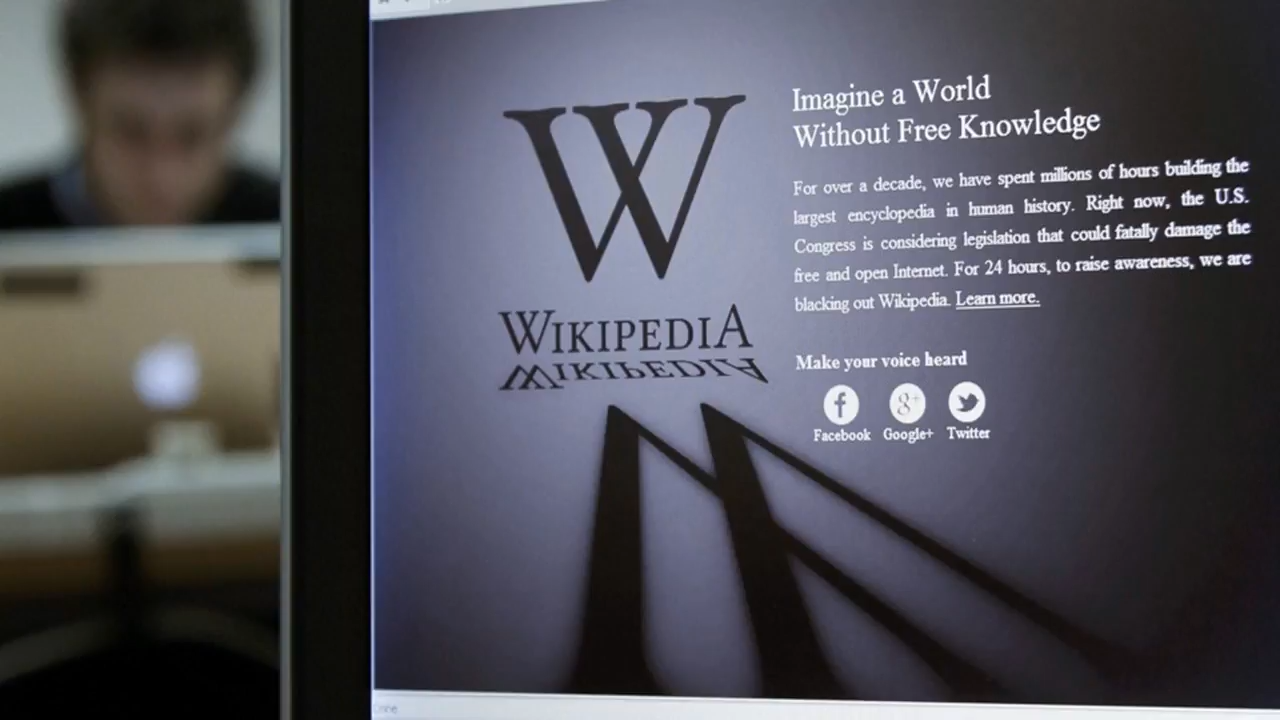 W
WIKIPEDIA
WIKIPEDIA
Imagine a World
Without Free Knowledge
For over a decade, we have spent millions of hours building the
largest encyclopedia in human history. Right now, the U.S.
Congress is considering legislation that could fatally damage the
free and open Internet. For 24 hours, to raise awareness, we are
blacking out Wikipedia. Learn more.
Make your voice heard
Facebook Google+ Twitter